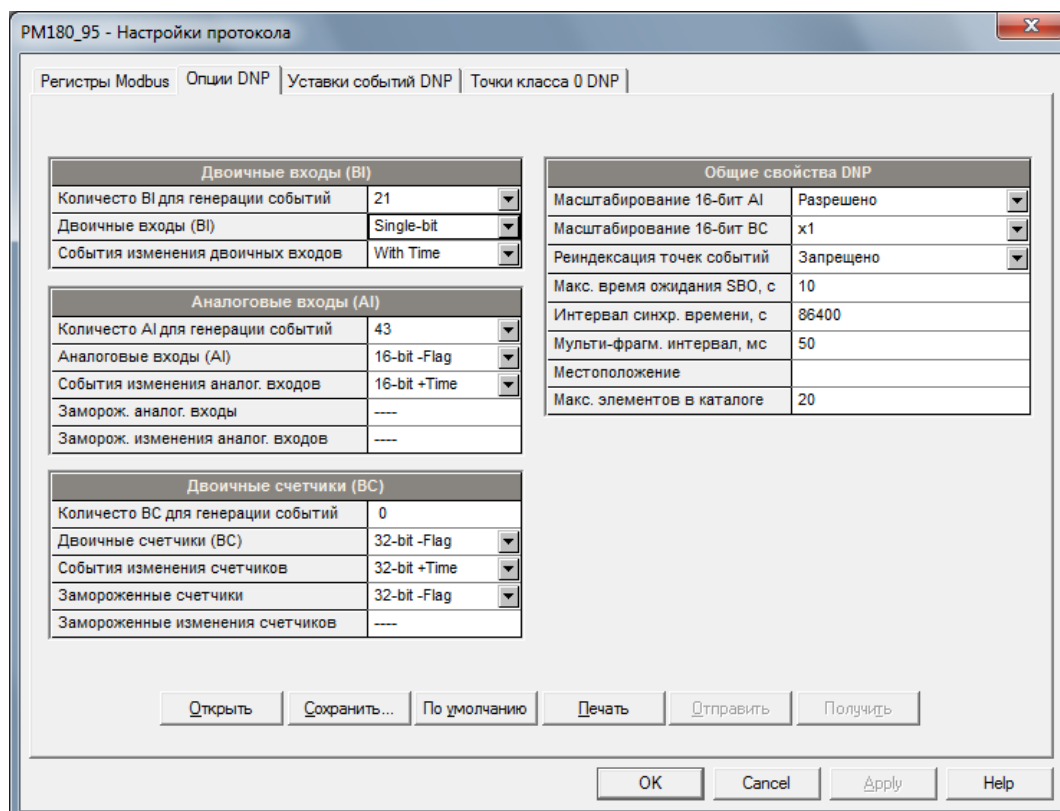 PM180_95 - Настройки протокола
Регистры Modbus Опции DNP Уставки событий DNP Точки класса 0 DNP
Двоичные входы (BI)
Количесто BI для генерации событий 21
Двоичные входы (BI) Single-bit
События изменения двоичных входов With Time
Аналоговые входы (AI)
Количесто AI для генерации событий 43
Аналоговые входы (AI) 16-bit -Flag
События изменения аналог. входов 16-bit +Time
Заморож. аналог. входы ----
Заморож. изменения аналог. входов ----
Двоичные счетчики (BC)
Количесто BC для генерации событий 0
Двоичные счетчики (BC) 32-bit -Flag
События изменения счетчиков 32-bit +Time
Замороженные счетчики 32-bit -Flag
Замороженные изменения счетчиков ----
Общие свойства DNP
Масштабирование 16-бит AI Разрешено
Масштабирование 16-бит BC x1
Реиндексация точек событий Запрещено
Макс. время ожидания SBO, с 10
Интервал синхр. времени, с 86400
Мульти-фрагм. интервал, мс 50
Местоположение
Макс. элементов в каталоге 20
Открыть Сохранить... По умолчанию Печать Отправить Получить
OK Cancel Apply Help